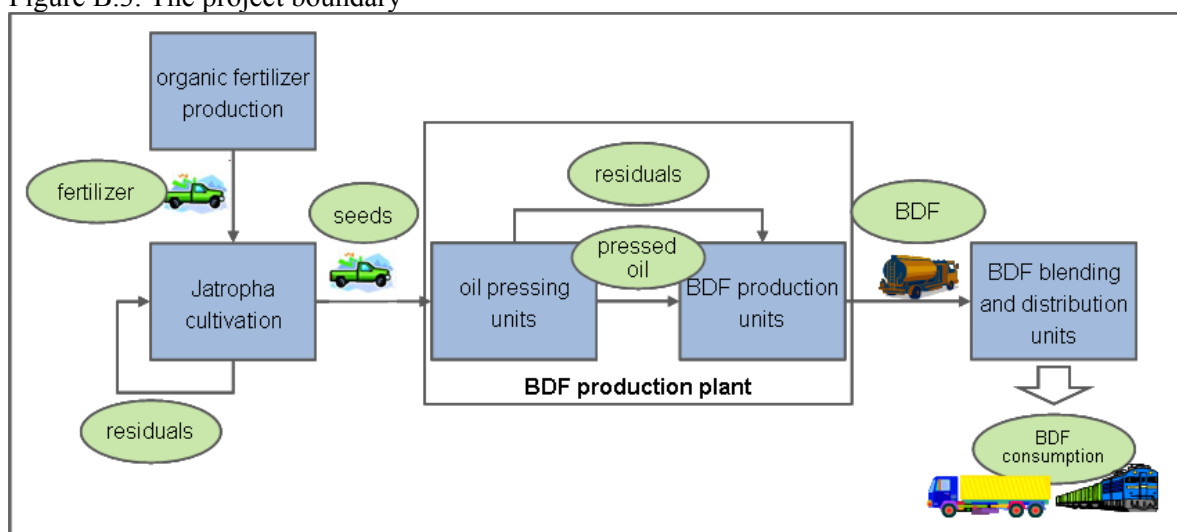 Figure B.3. The project boundary
organic fertilizer
production
fertilizer
seeds
residuals
pressed
oil
BDF
Jatropha
cultivation
oil pressing
units
BDF production
units
BDF blending
and distribution
units
BDF production plant
residuals
BDF
consumption